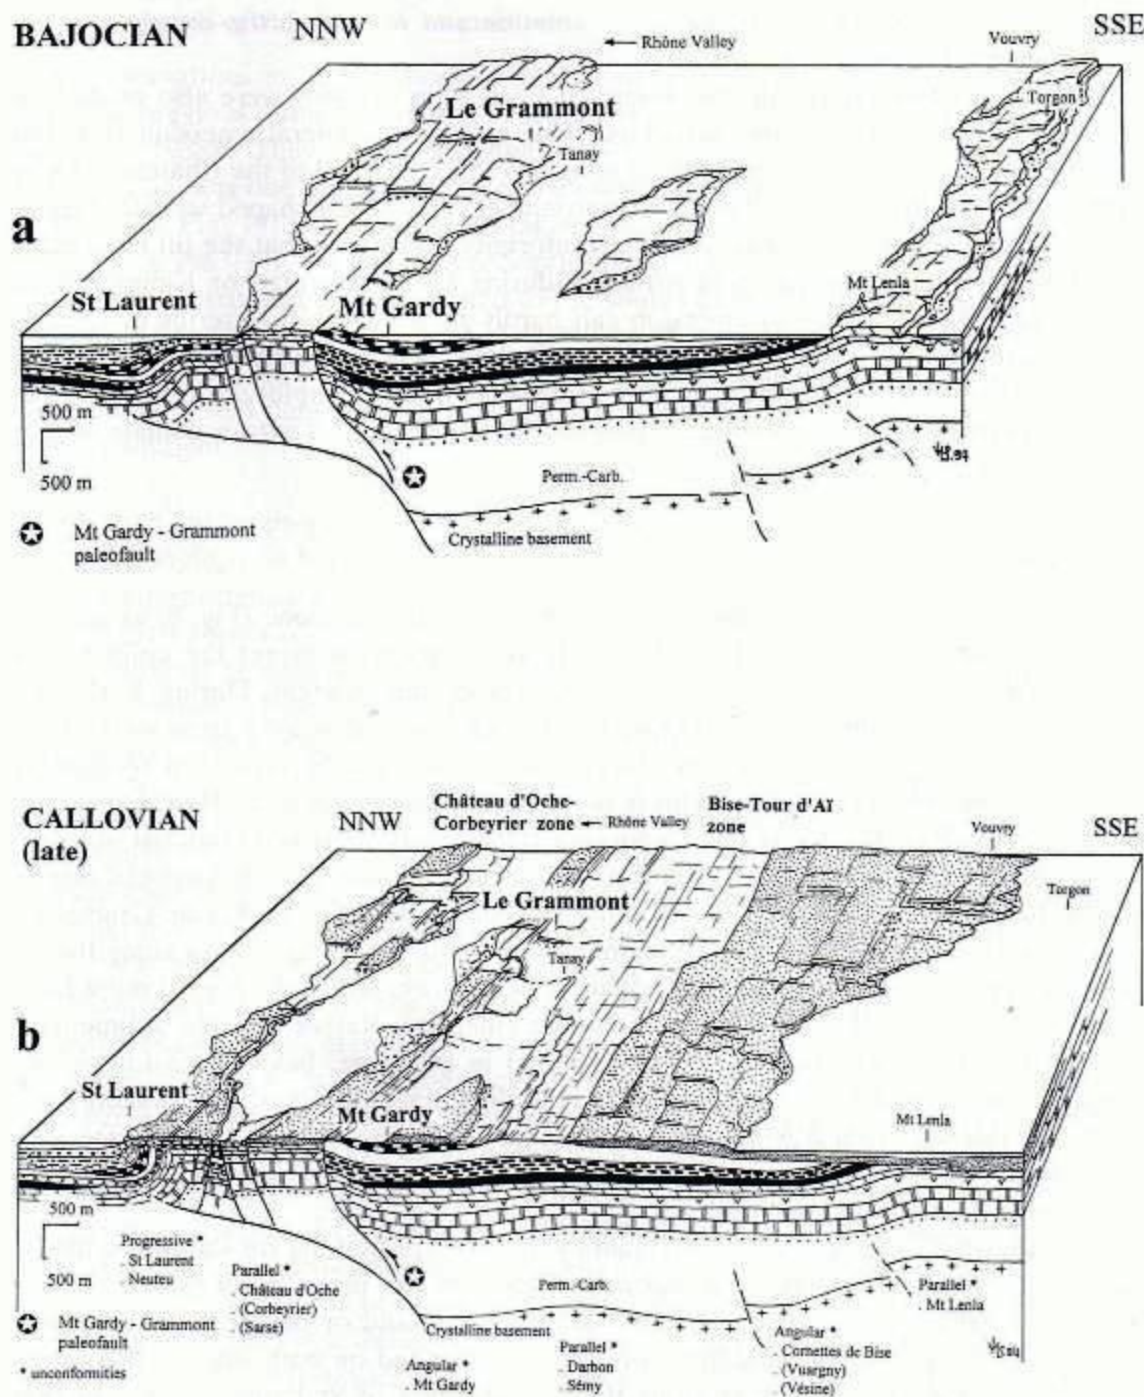 BAJOCIAN
NNW
Rhône Valley
Vouvry
SSE
Torgon
Le Grammont
Tanay
a
St Laurent
Mt Gardy
Mt Lenla
500 m
500 m
Perm.-Carb.
Mt Gardy - Grammont
paleofault
Crystalline basement
CALLOVIAN
(late)
NNW
Château d'Oche-
Corbeyrier zone
Rhône Valley
Bise-Tour d'Aï
zone
Vouvry
SSE
Torgon
Le Grammont
Tanay
b
St Laurent
Mt Gardy
Mt Lenla
500 m
500 m
Progressive *
. St Laurent
Neuteu
Parallel *
. Château d'Oche
. (Corbeyrier)
. (Sarse)
Perm.-Carb.
Parallel *
. Mt Lenla
Mt Gardy - Grammont
paleofault
Crystalline basement
* unconformities
Angular *
. Mt Gardy
Parallel *
. Darbon
. Sémy
Angular *
. Cornettes de Bise
. (Vuargny)
(Vésine)